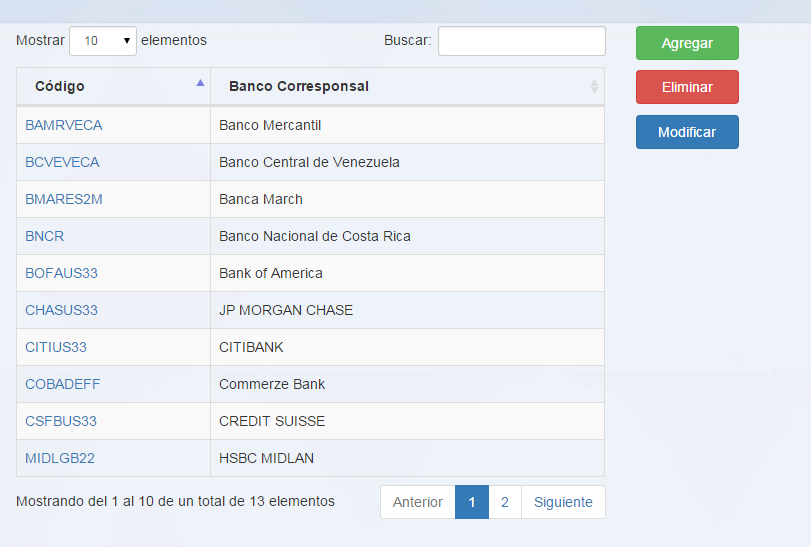 Mostrar 10 elementos Buscar: Agregar
Eliminar
Código Banco Corresponsal
BAMRVECA Banco Mercantil Modificar
BCVEVECA Banco Central de Venezuela
BMARES2M Banca March
BNCR Banco Nacional de Costa Rica
BOFAUS33 Bank of America
CHASUS33 JP MORGAN CHASE
CITIUS33 CITIBANK
COBADEFF Commerze Bank
CSFBUS33 CREDIT SUISSE
MIDLGB22 HSBC MIDLAN
Mostrando del 1 al 10 de un total de 13 elementos Anterior 1 2 Siguiente